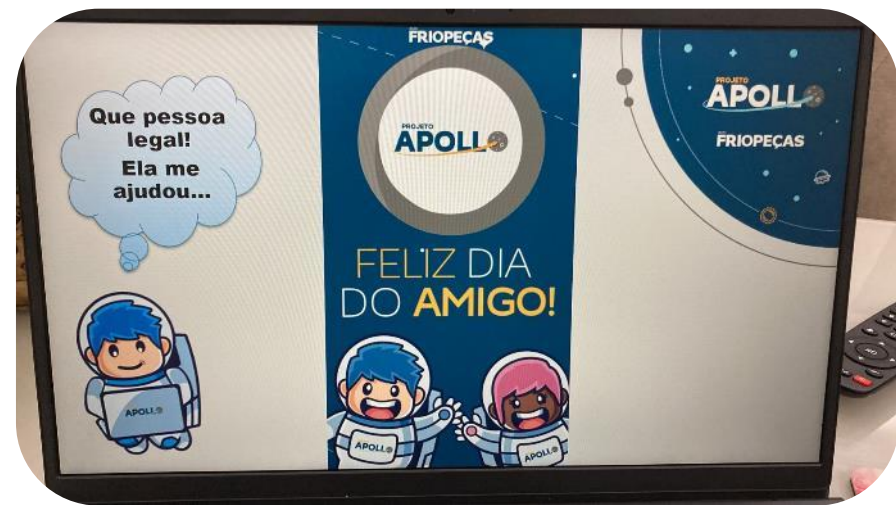 Que pessoa
legal!
Ela me
ajudou...
APOLLO
FRIOPEÇAS
PROJETO
APOLLO
FELIZ DIA
DO AMIGO!
APOLLO
APOLLO
PROJETO
APOLLO
FRIOPEÇAS